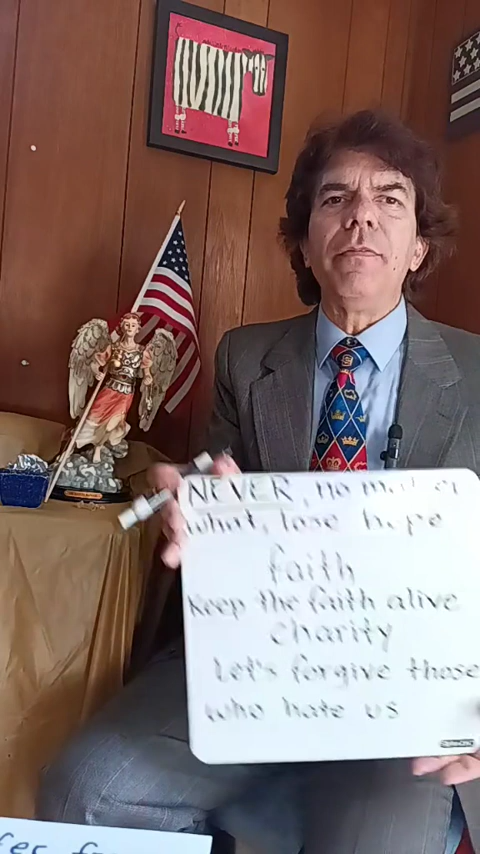 NEVER, no matter
what, lose hope
faith
Keep the faith alive
charity
Let's forgive those
who hate us